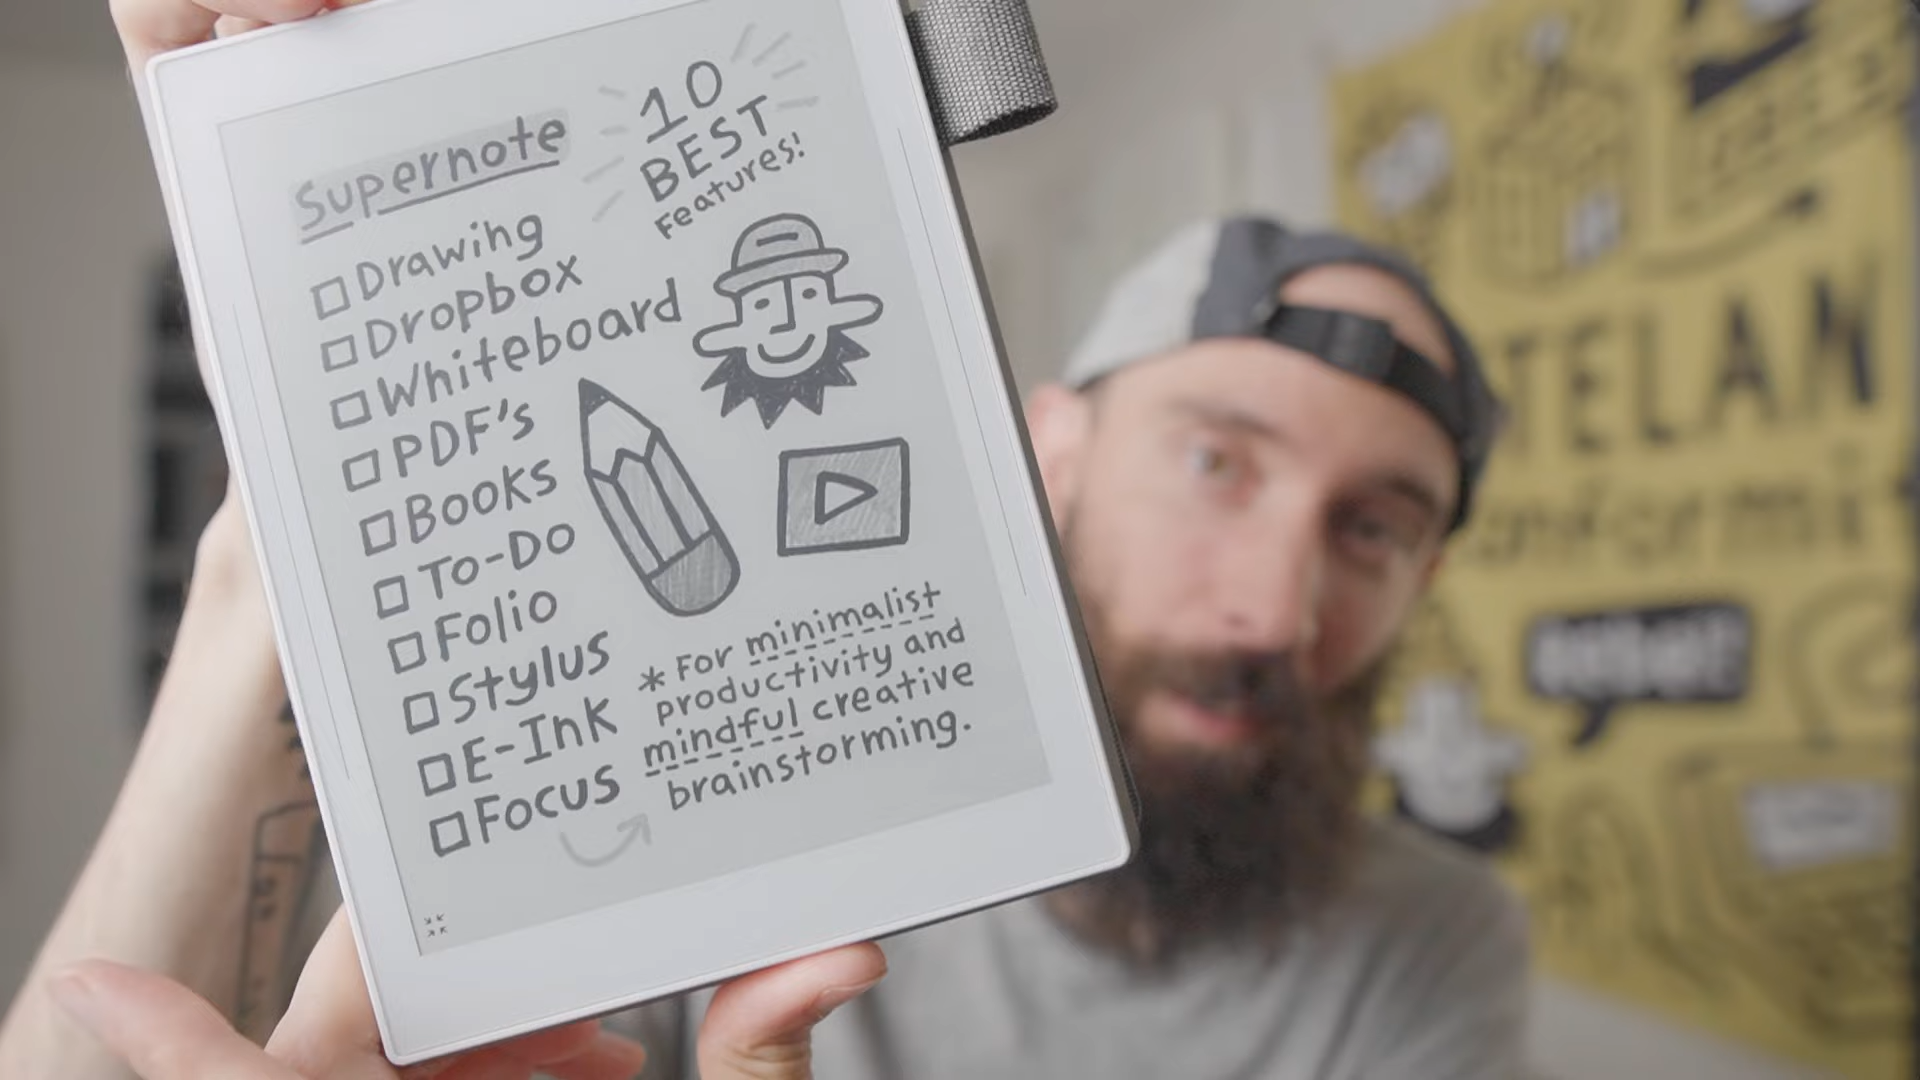 Supernote
10
BEST
Features!
Drawing
Dropbox
Whiteboard
PDF's
Books
To-Do
Folio
Stylus
E-Ink
Focus
* For minimalist
productivity and
mindful creative
brainstorming.
TELAN